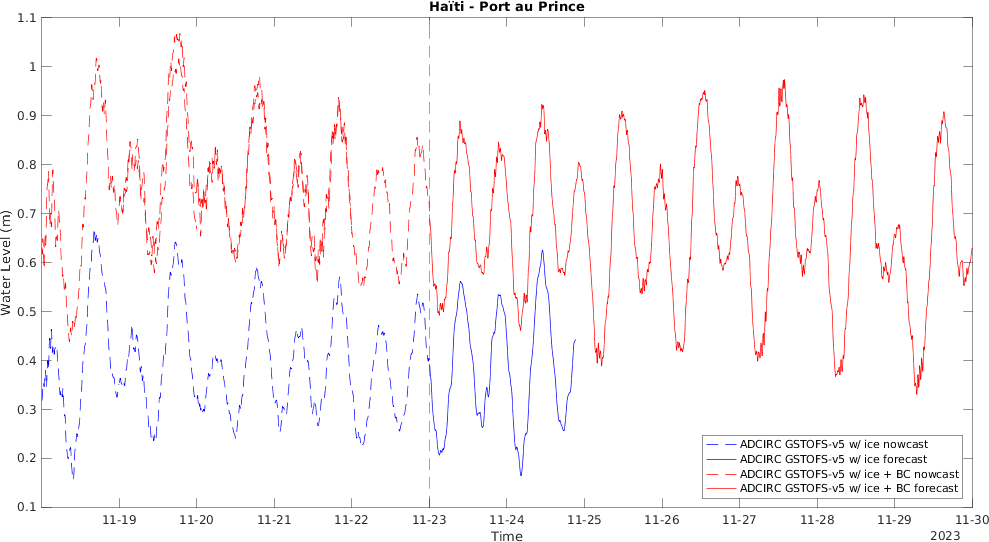 Haïti - Port au Prince
1.1
1
0.9
0.8
0.7
0.6
0.5
0.4
0.3
0.2
0.1
Water Level (m)
11-19 11-20 11-21 11-22 11-23 11-24 11-25 11-26 11-27 11-28 11-29 11-30
Time
2023
ADCIRC GSTOFS-v5 w/ ice nowcast
ADCIRC GSTOFS-v5 w/ ice forecast
ADCIRC GSTOFS-v5 w/ ice + BC nowcast
ADCIRC GSTOFS-v5 w/ ice + BC forecast